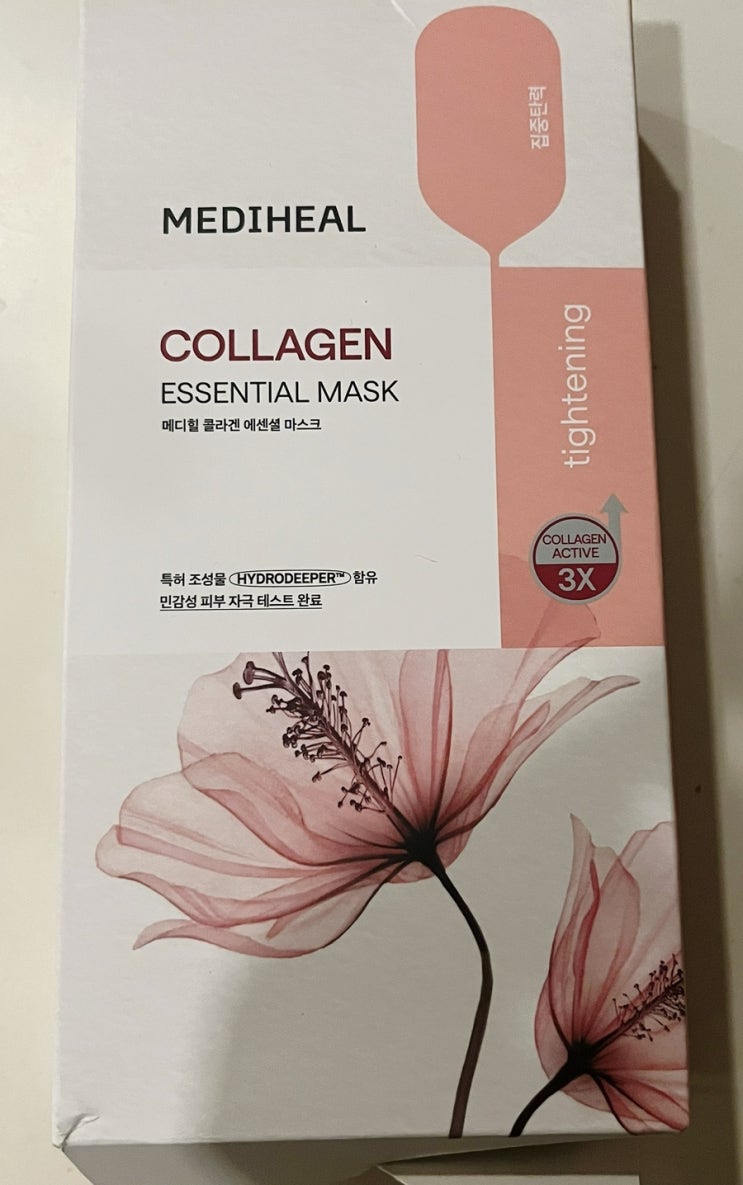 집중탄력
MEDIHEAL
tightening
COLLAGEN
ESSENTIAL MASK
메디힐 콜라겐 에센셜 마스크
COLLAGEN
ACTIVE
3X
특허 조성물 HYDRODEEPER™ 함유
민감성 피부 자극 테스트 완료